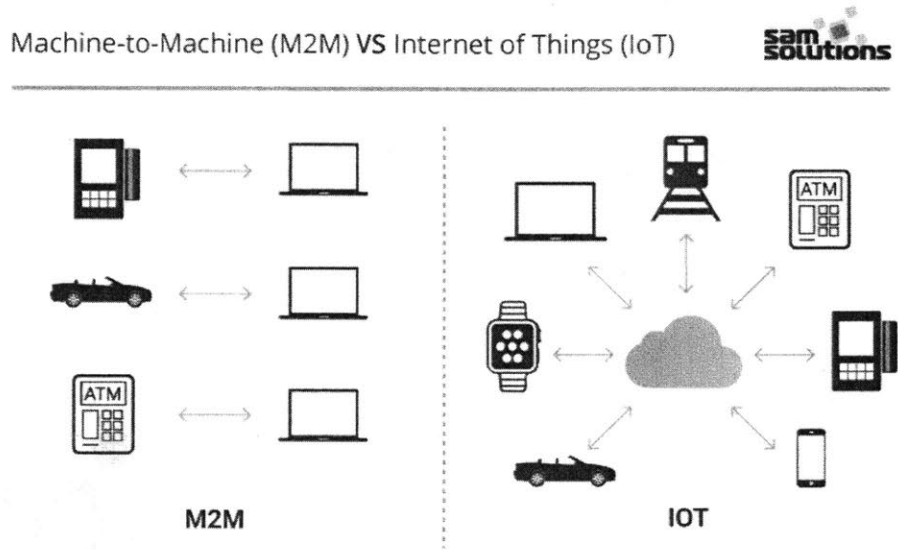 Machine-to-Machine (M2M) VS Internet of Things (IoT)
sam
solutions
ATM
ATM
M2M
IOT